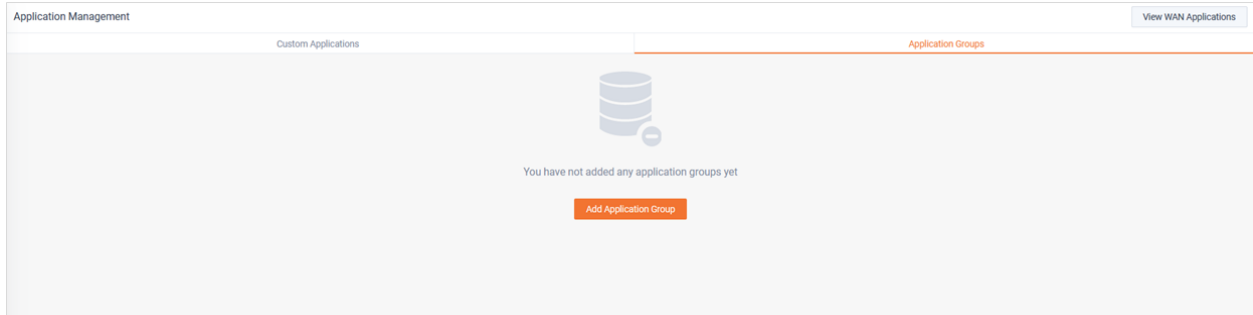 Application Management
View WAN Applications
Custom Applications
Application Groups
You have not added any application groups yet
Add Application Group